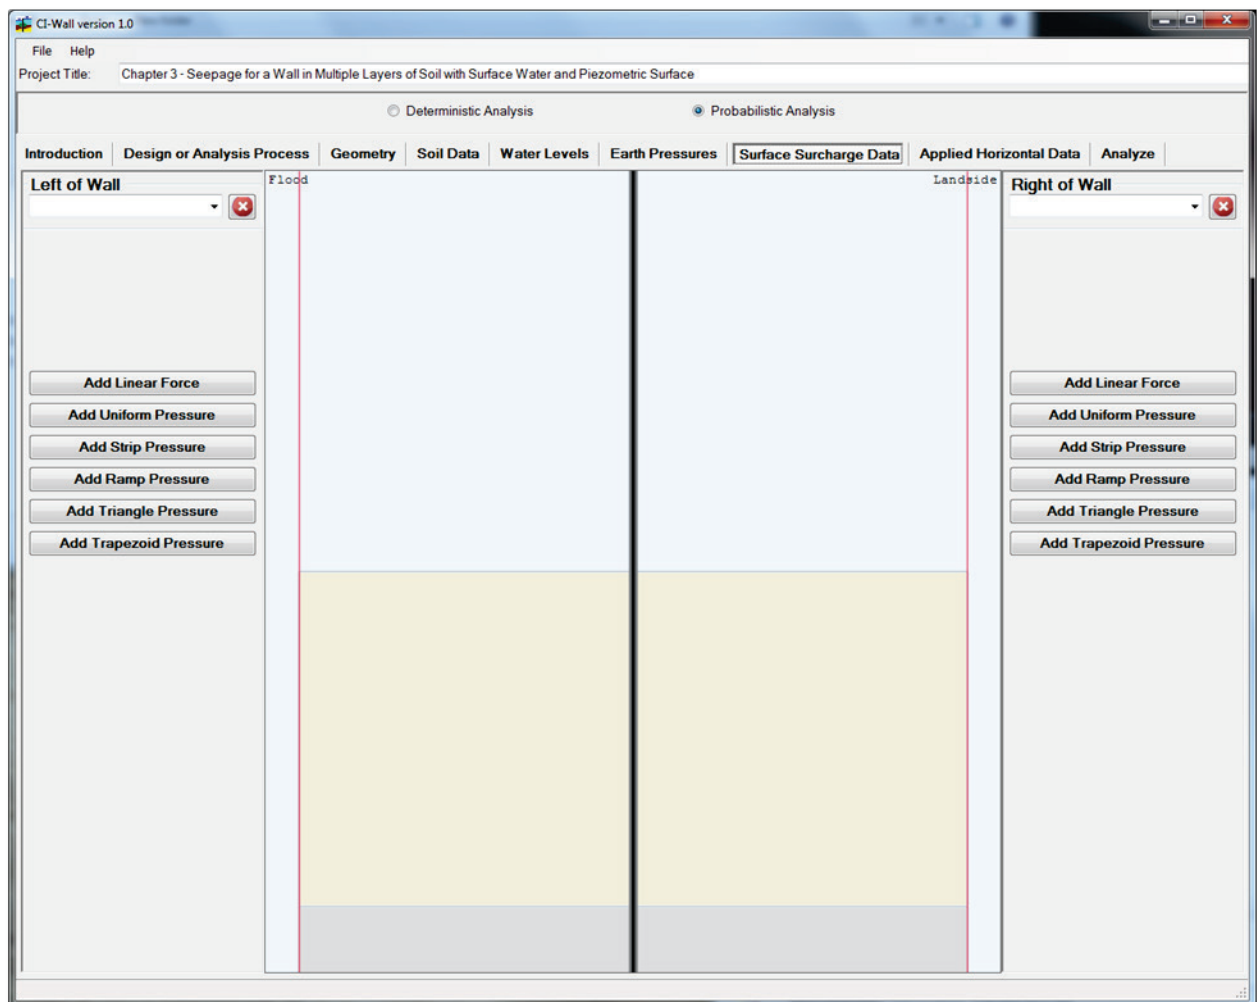 CI-Wall version 1.0
File Help
Project Title: Chapter 3 - Seepage for a Wall in Multiple Layers of Soil with Surface Water and Piezometric Surface
Deterministic Analysis Probabilistic Analysis
Introduction Design or Analysis Process Geometry Soil Data Water Levels Earth Pressures Surface Surcharge Data Applied Horizontal Data Analyze
Left of Wall
Flood
Landside
Right of Wall
Add Linear Force
Add Uniform Pressure
Add Strip Pressure
Add Ramp Pressure
Add Triangle Pressure
Add Trapezoid Pressure
Add Linear Force
Add Uniform Pressure
Add Strip Pressure
Add Ramp Pressure
Add Triangle Pressure
Add Trapezoid Pressure